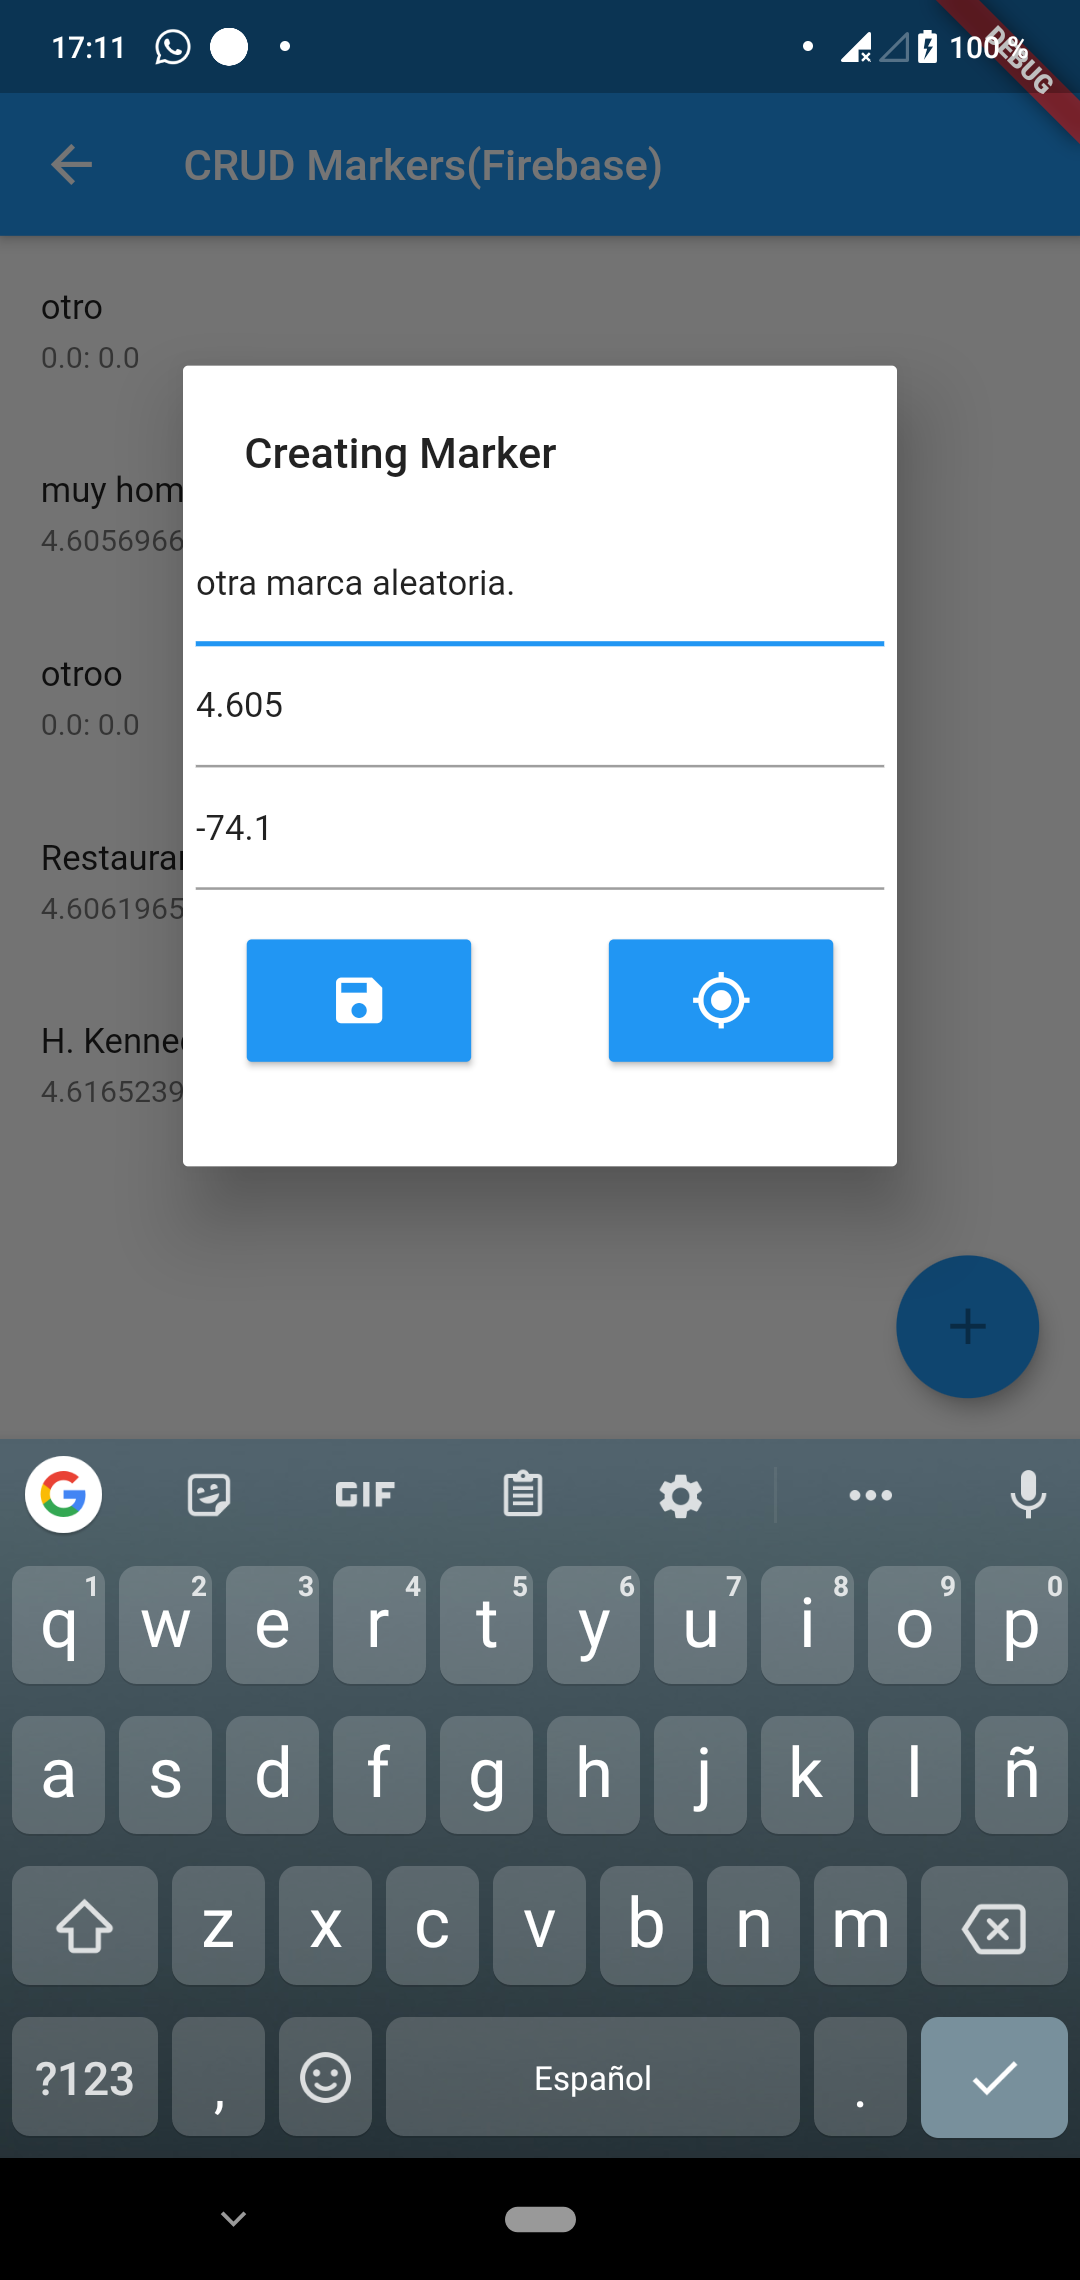 17:11
100 %
DEBUG
CRUD Markers(Firebase)
otro
0.0: 0.0
muy hom
4.6056966
otroo
0.0: 0.0
Restaura
4.6061965
H. Kenne
4.6165239
Creating Marker
otra marca aleatoria.
4.605
-74.1
GIF
q 1 w 2 e 3 r 4 t 5 y 6 u 7 i 8 o 9 p 0
a s d f g h j k l ñ
z x c v b n m
?123 , Español .